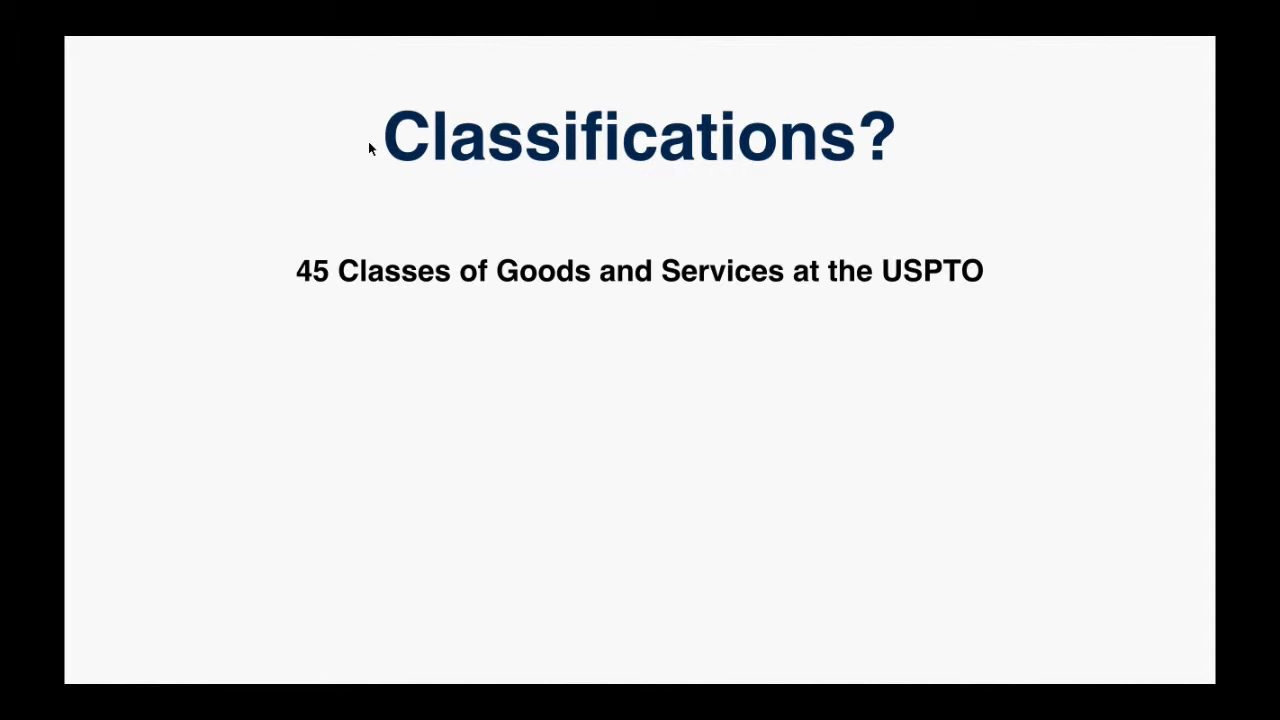 Classifications?
45 Classes of Goods and Services at the USPTO